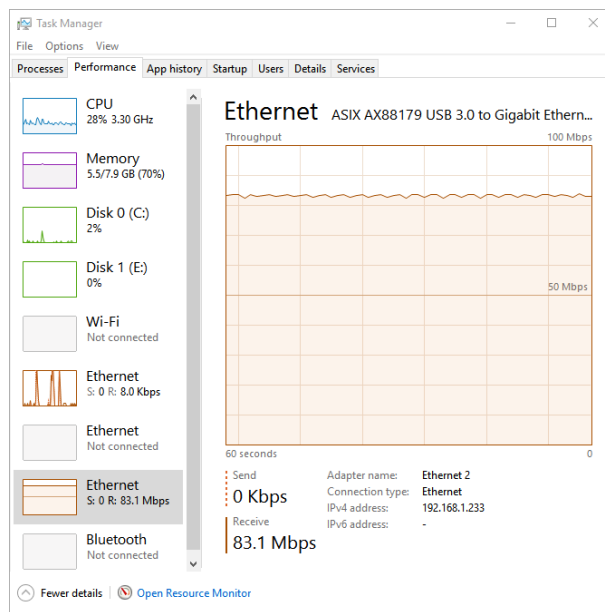 Task Manager
File Options View
Processes Performance App history Startup Users Details Services
CPU
28% 3.30 GHz
Memory
5.5/7.9 GB (70%)
Disk 0 (C:)
2%
Disk 1 (E:)
0%
Wi-Fi
Not connected
Ethernet
S: 0 R: 8.0 Kbps
Ethernet
Not connected
Ethernet
S: 0 R: 83.1 Mbps
Bluetooth
Not connected
Ethernet ASIX AX88179 USB 3.0 to Gigabit Ethern...
Throughput 100 Mbps
50 Mbps
60 seconds 0
Send
0 Kbps
Receive
83.1 Mbps
Adapter name: Ethernet 2
Connection type: Ethernet
IPv4 address: 192.168.1.233
IPv6 address: -
Fewer details Open Resource Monitor